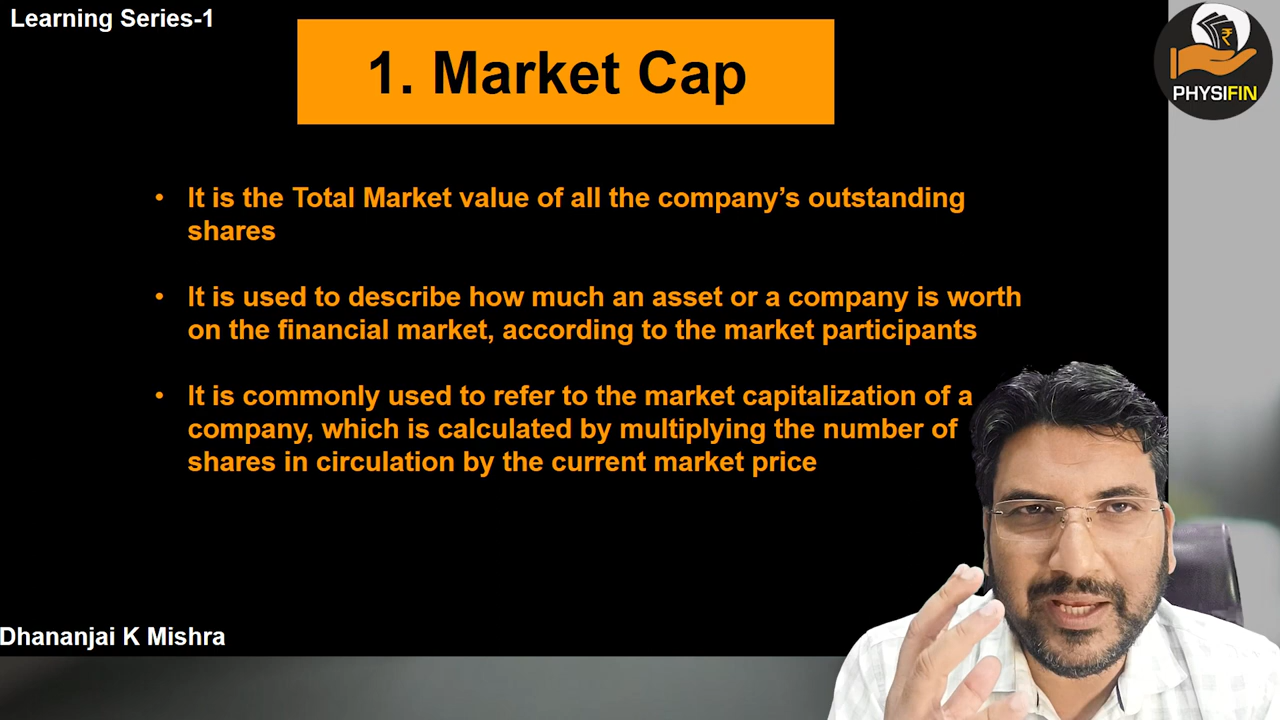 Learning Series-1
1. Market Cap
PHYSIFIN
• It is the Total Market value of all the company’s outstanding
shares
• It is used to describe how much an asset or a company is worth
on the financial market, according to the market participants
• It is commonly used to refer to the market capitalization of a
company, which is calculated by multiplying the number of
shares in circulation by the current market price
Dhananjai K Mishra